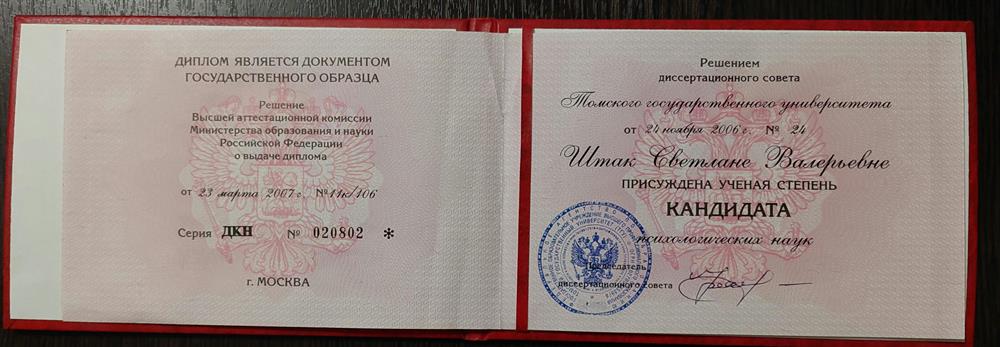 ДИПЛОМ ЯВЛЯЕТСЯ ДОКУМЕНТОМ
ГОСУДАРСТВЕННОГО ОБРАЗЦА
Решение
Высшей аттестационной комиссии
Министерства образования и науки
Российской Федерации
о выдаче диплома
от 23 марта 2007 г. № 11к/106
Серия ДКН № 020802 *
г. МОСКВА
Решением
диссертационного совета
Томского государственного университета
от 24 ноября 2006 г. № 24
Штак Светлане Валерьевне
ПРИСУЖДЕНА УЧЕНАЯ СТЕПЕНЬ
КАНДИДАТА
психологических наук
Председатель
диссертационного совета